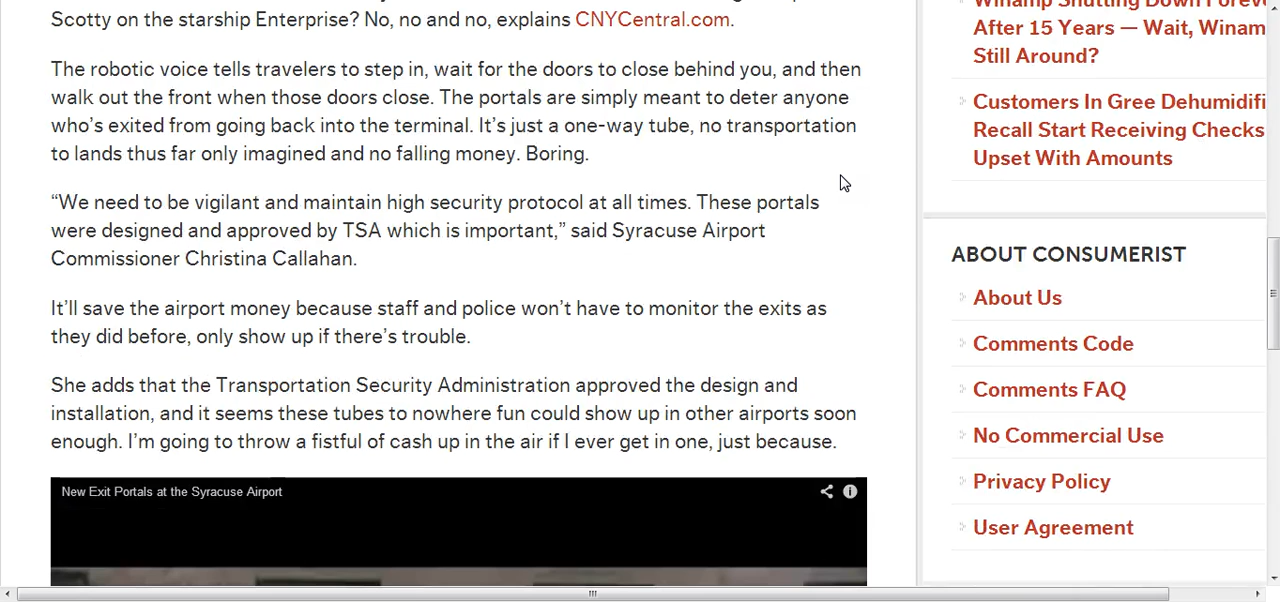 Scotty on the starship Enterprise? No, no and no, explains CNYCentral.com.
The robotic voice tells travelers to step in, wait for the doors to close behind you, and then
walk out the front when those doors close. The portals are simply meant to deter anyone
who’s exited from going back into the terminal. It’s just a one-way tube, no transportation
to lands thus far only imagined and no falling money. Boring.
“We need to be vigilant and maintain high security protocol at all times. These portals
were designed and approved by TSA which is important,” said Syracuse Airport
Commissioner Christina Callahan.
It’ll save the airport money because staff and police won’t have to monitor the exits as
they did before, only show up if there’s trouble.
She adds that the Transportation Security Administration approved the design and
installation, and it seems these tubes to nowhere fun could show up in other airports soon
enough. I’m going to throw a fistful of cash up in the air if I ever get in one, just because.
New Exit Portals at the Syracuse Airport
Winamp Shutting Down Foreve
After 15 Years — Wait, Winam
Still Around?
Customers In Gree Dehumidifi
Recall Start Receiving Checks
Upset With Amounts
ABOUT CONSUMERIST
About Us
Comments Code
Comments FAQ
No Commercial Use
Privacy Policy
User Agreement